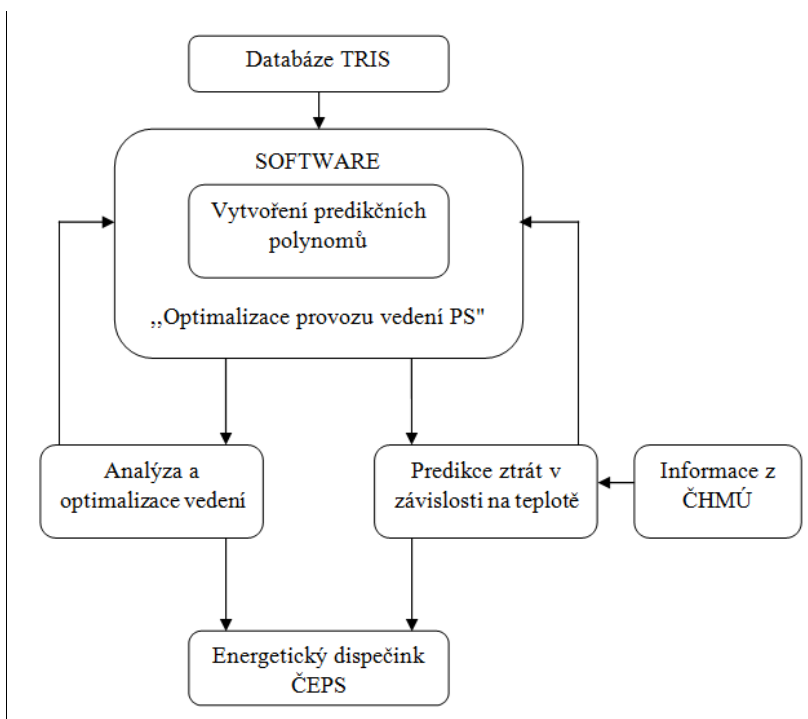 Databáze TRIS
SOFTWARE
Vytvoření predikčních
polynomů
,,Optimalizace provozu vedení PS"
Analýza a
optimalizace vedení
Predikce ztrát v
závislosti na teplotě
Informace z
ČHMÚ
Energetický dispečink
ČEPS